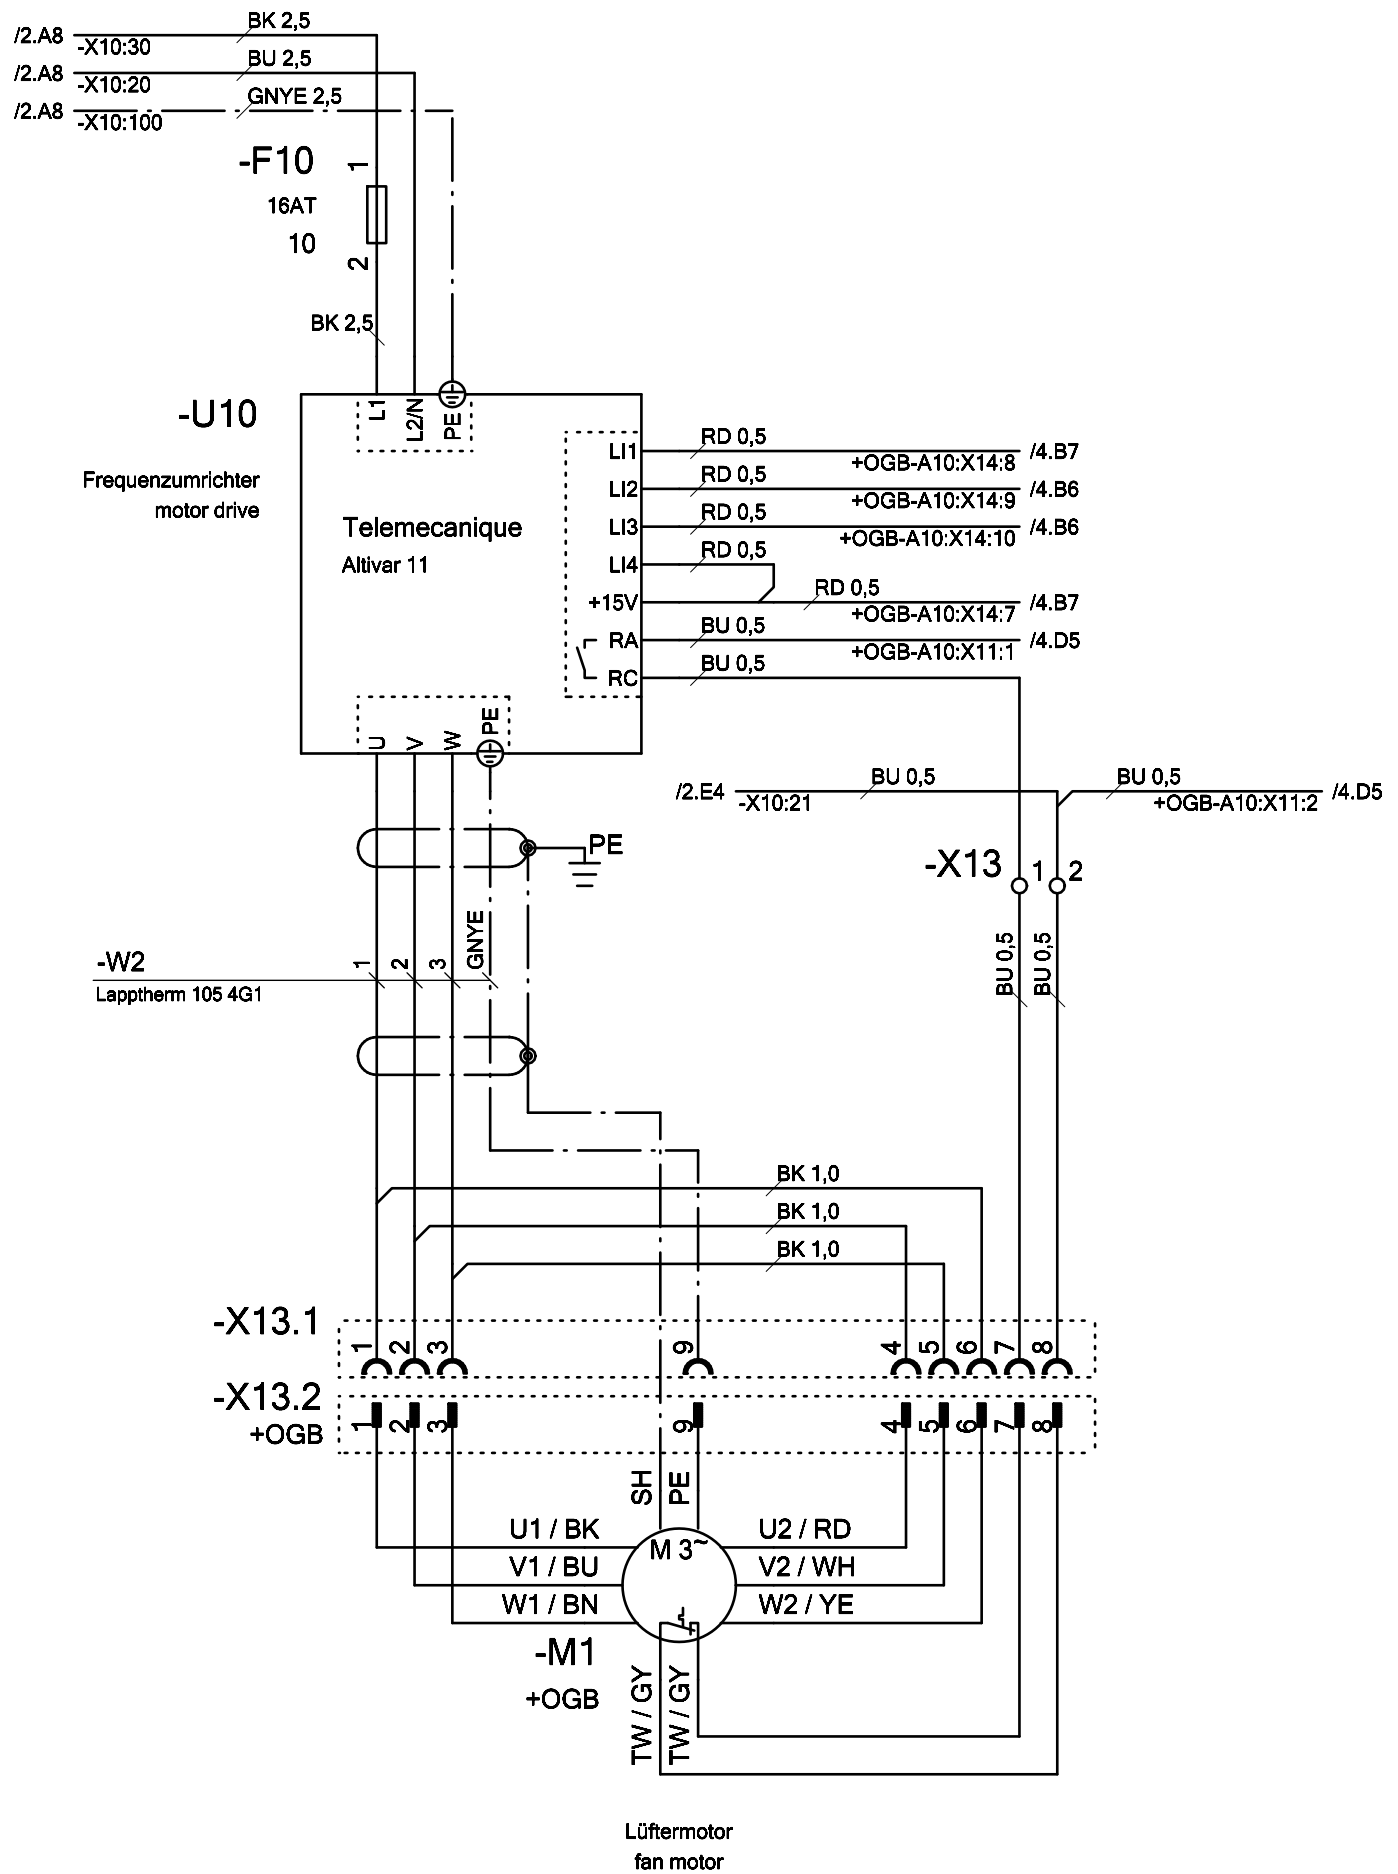 /2.A8
-X10:30
BK 2,5
/2.A8
-X10:20
BU 2,5
/2.A8
-X10:100
GNYE 2,5
-F10
16AT
10
1
2
BK 2,5
-U10
Frequenzumrichter
motor drive
L1
L2/N
PE
Telemecanique
Altivar 11
LI1
RD 0,5
+OGB-A10:X14:8
/4.B7
LI2
RD 0,5
+OGB-A10:X14:9
/4.B6
LI3
RD 0,5
+OGB-A10:X14:10
/4.B6
LI4
RD 0,5
+15V
RD 0,5
+OGB-A10:X14:7
/4.B7
RA
BU 0,5
+OGB-A10:X11:1
/4.D5
RC
BU 0,5
U
V
W
PE
/2.E4
-X10:21
BU 0,5
BU 0,5
+OGB-A10:X11:2
/4.D5
PE
-X13
1
2
BU 0,5
BU 0,5
-W2
Lapptherm 105 4G1
1
2
3
GNYE
BK 1,0
BK 1,0
BK 1,0
-X13.1
1
2
3
9
4
5
6
7
8
-X13.2
+OGB
1
2
3
9
4
5
6
7
8
SH
PE
U1 / BK
V1 / BU
W1 / BN
M 3~
U2 / RD
V2 / WH
W2 / YE
-M1
+OGB
TW / GY
TW / GY
Lüftermotor
fan motor